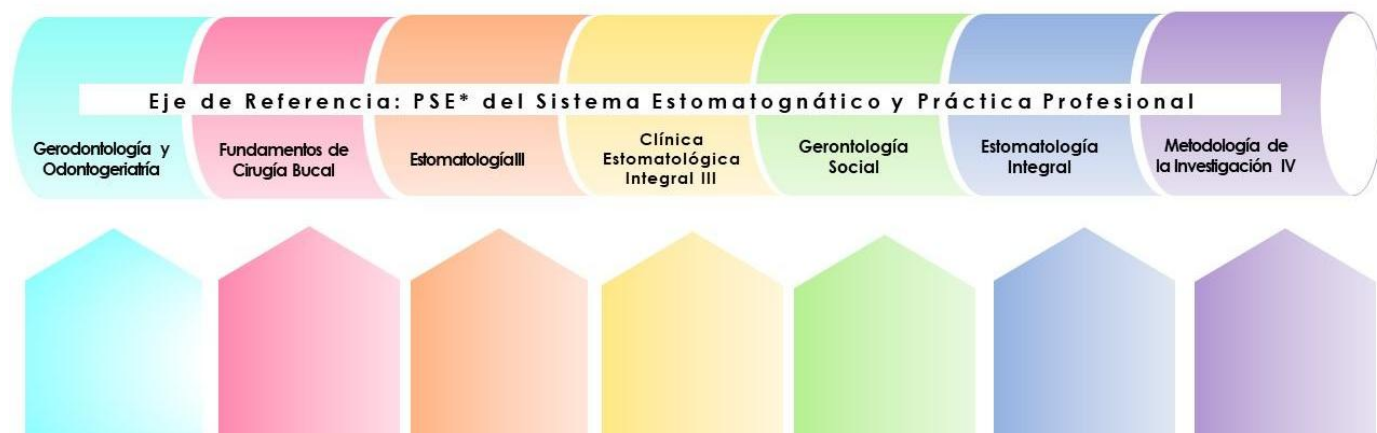 Eje de Referencia: PSE* del Sistema Estomatognático y Práctica Profesional
Gerodontología y
Odontogeriatría
Fundamentos de
Cirugía Bucal
EstomatologíaIII
Clínica
Estomatológica
Integral III
Gerontología
Social
Estomatología
Integral
Metodología de
la Investigación IV